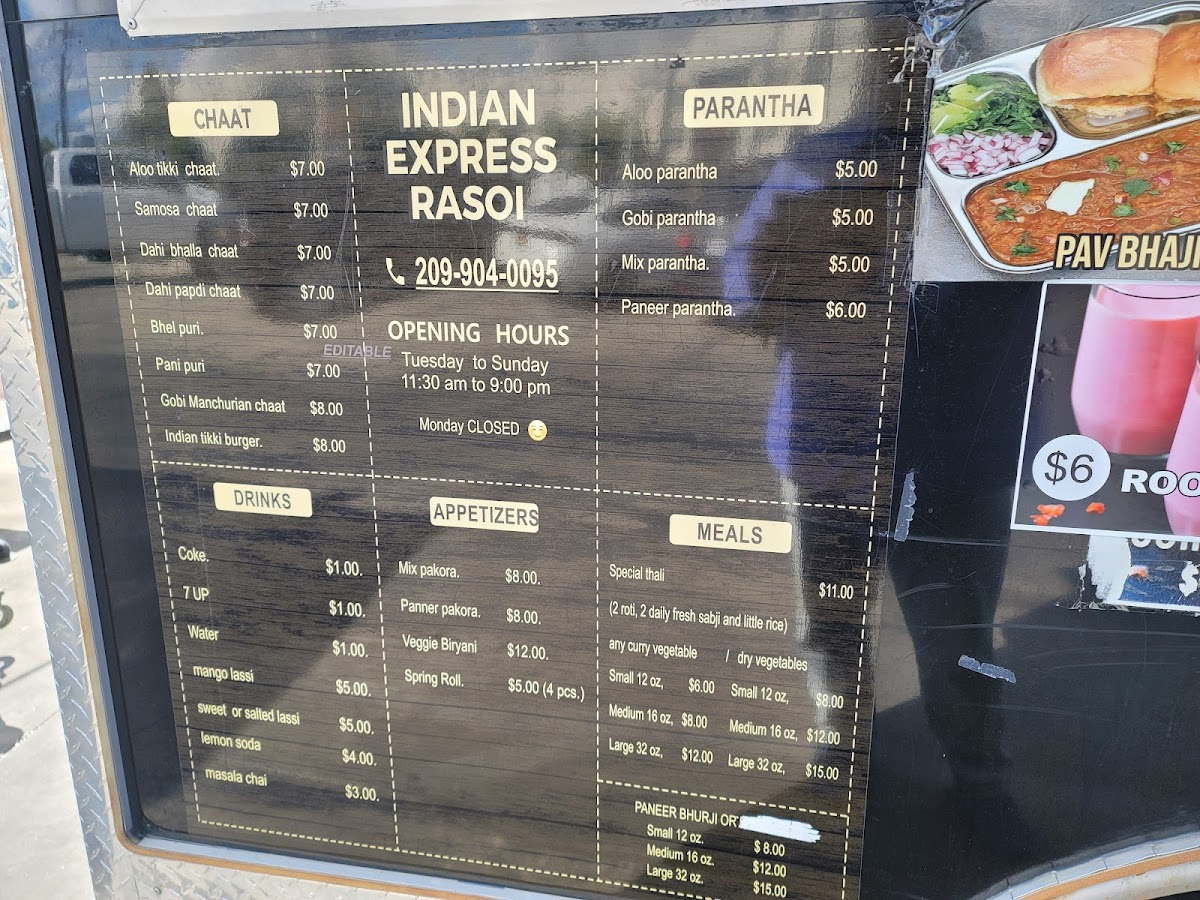 CHAAT
Aloo tikki chaat. $7.00
Samosa chaat $7.00
Dahi bhalla chaat $7.00
Dahi papdi chaat $7.00
Bhel puri. $7.00
Pani puri $7.00
Gobi Manchurian chaat $8.00
Indian tikki burger. $8.00
EDITABLE
INDIAN
EXPRESS
RASOI
209-904-0095
OPENING HOURS
Tuesday to Sunday
11:30 am to 9:00 pm
Monday CLOSED
PARANTHA
Aloo parantha $5.00
Gobi parantha $5.00
Mix parantha. $5.00
Paneer parantha. $6.00
DRINKS
Coke. $1.00.
7 UP $1.00.
Water $1.00.
mango lassi $5.00.
sweet or salted lassi $5.00.
lemon soda $4.00.
masala chai $3.00.
APPETIZERS
Mix pakora. $8.00.
Panner pakora. $8.00.
Veggie Biryani $12.00.
Spring Roll. $5.00 (4 pcs.)
MEALS
Special thali $11.00
(2 roti, 2 daily fresh sabji and little rice)
any curry vegetable / dry vegetables
Small 12 oz, $6.00 Small 12 oz, $8.00
Medium 16 oz, $8.00 Medium 16 oz, $12.00
Large 32 oz, $12.00 Large 32 oz, $15.00
PANEER BHURJI OR
Small 12 oz. $ 8.00
Medium 16 oz. $12.00
Large 32 oz. $15.00
PAV BHAJI
$6
ROO